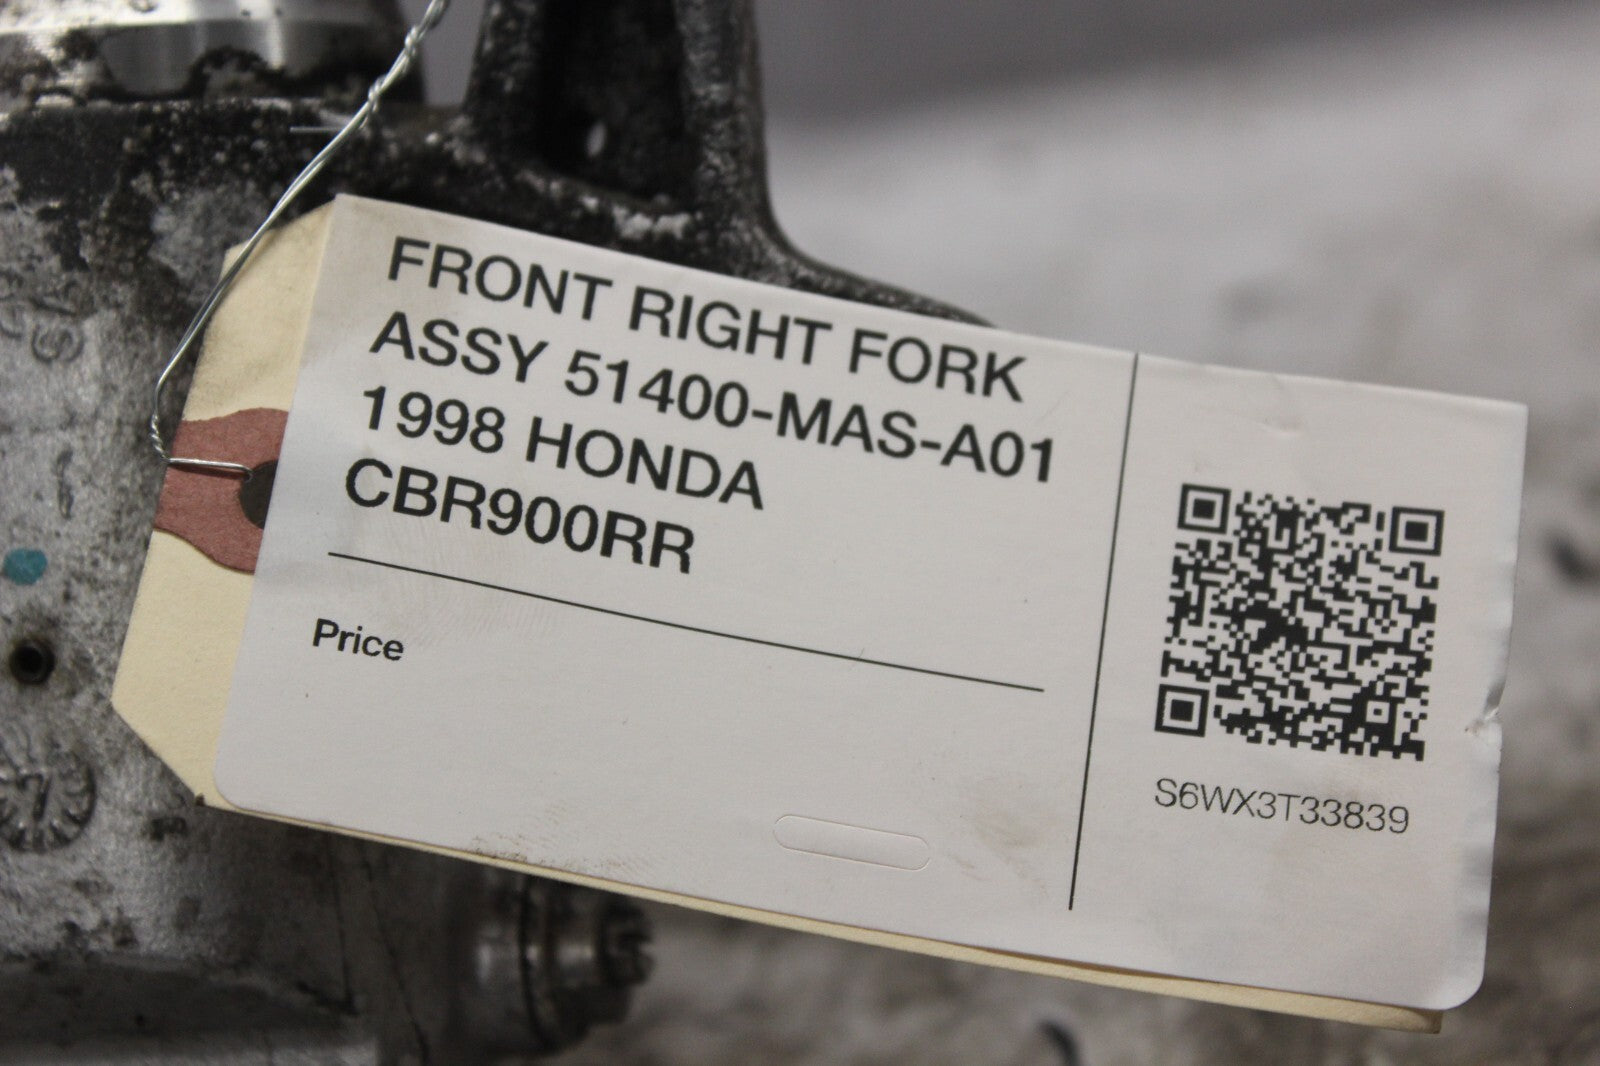 FRONT RIGHT FORK
ASSY 51400-MAS-A01
1998 HONDA
CBR900RR
Price
S6WX3T33839